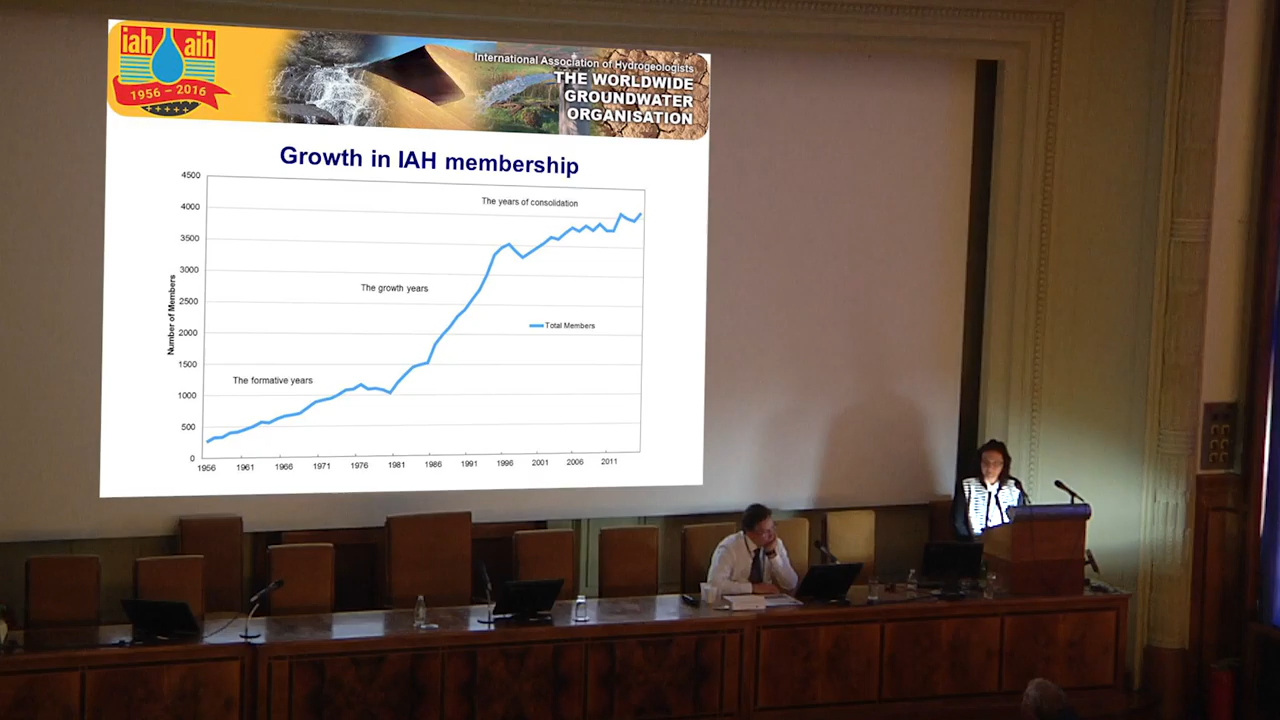 iah aih
1956 – 2016
International Association of Hydrogeologists
THE WORLDWIDE
GROUNDWATER
ORGANISATION
Growth in IAH membership
4500
4000
3500
3000
2500
2000
1500
1000
500
0
Number of Members
The years of consolidation
The growth years
Total Members
The formative years
1956 1961 1966 1971 1976 1981 1986 1991 1996 2001 2006 2011